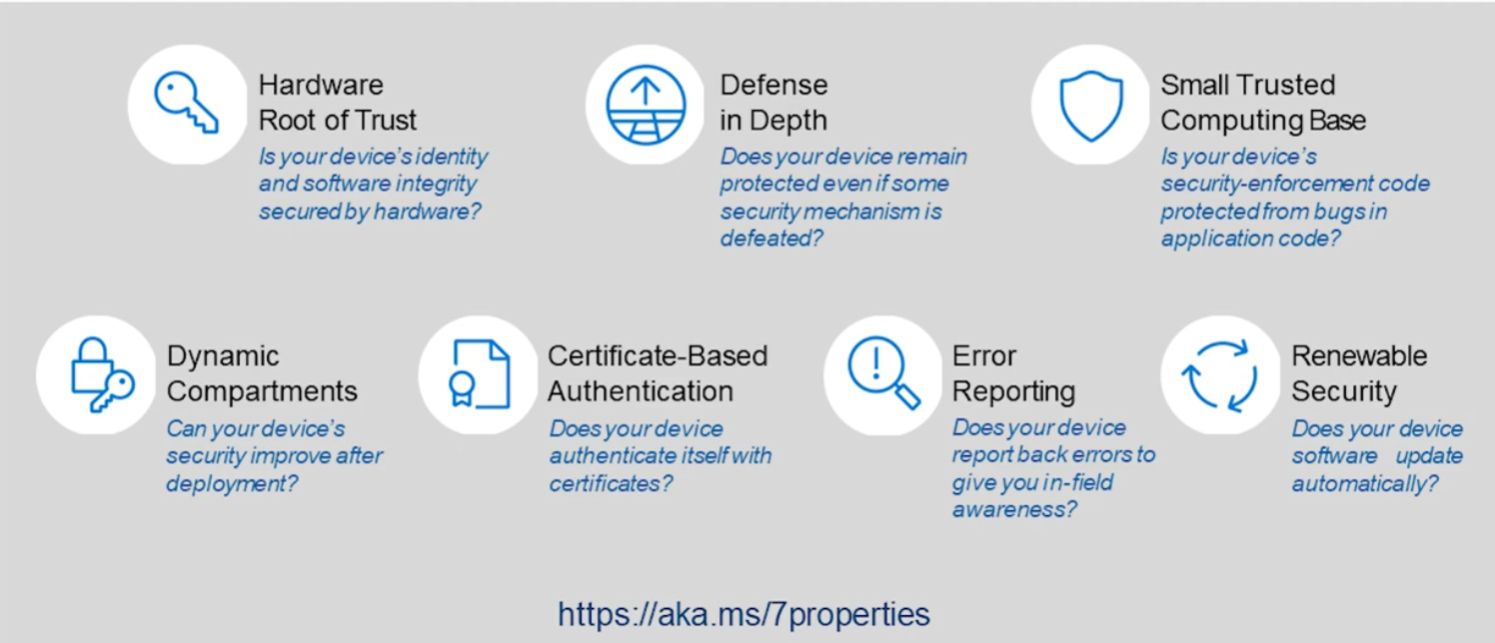 Hardware
Root of Trust
Is your device's identity
and software integrity
secured by hardware?
Defense
in Depth
Does your device remain
protected even if some
security mechanism is
defeated?
Small Trusted
Computing Base
Is your device's
security-enforcement code
protected from bugs in
application code?
Dynamic
Compartments
Can your device's
security improve after
deployment?
Certificate-Based
Authentication
Does your device
authenticate itself with
certificates?
Error
Reporting
Does your device
report back errors to
give you in-field
awareness?
Renewable
Security
Does your device
software update
automatically?
https://aka.ms/7properties